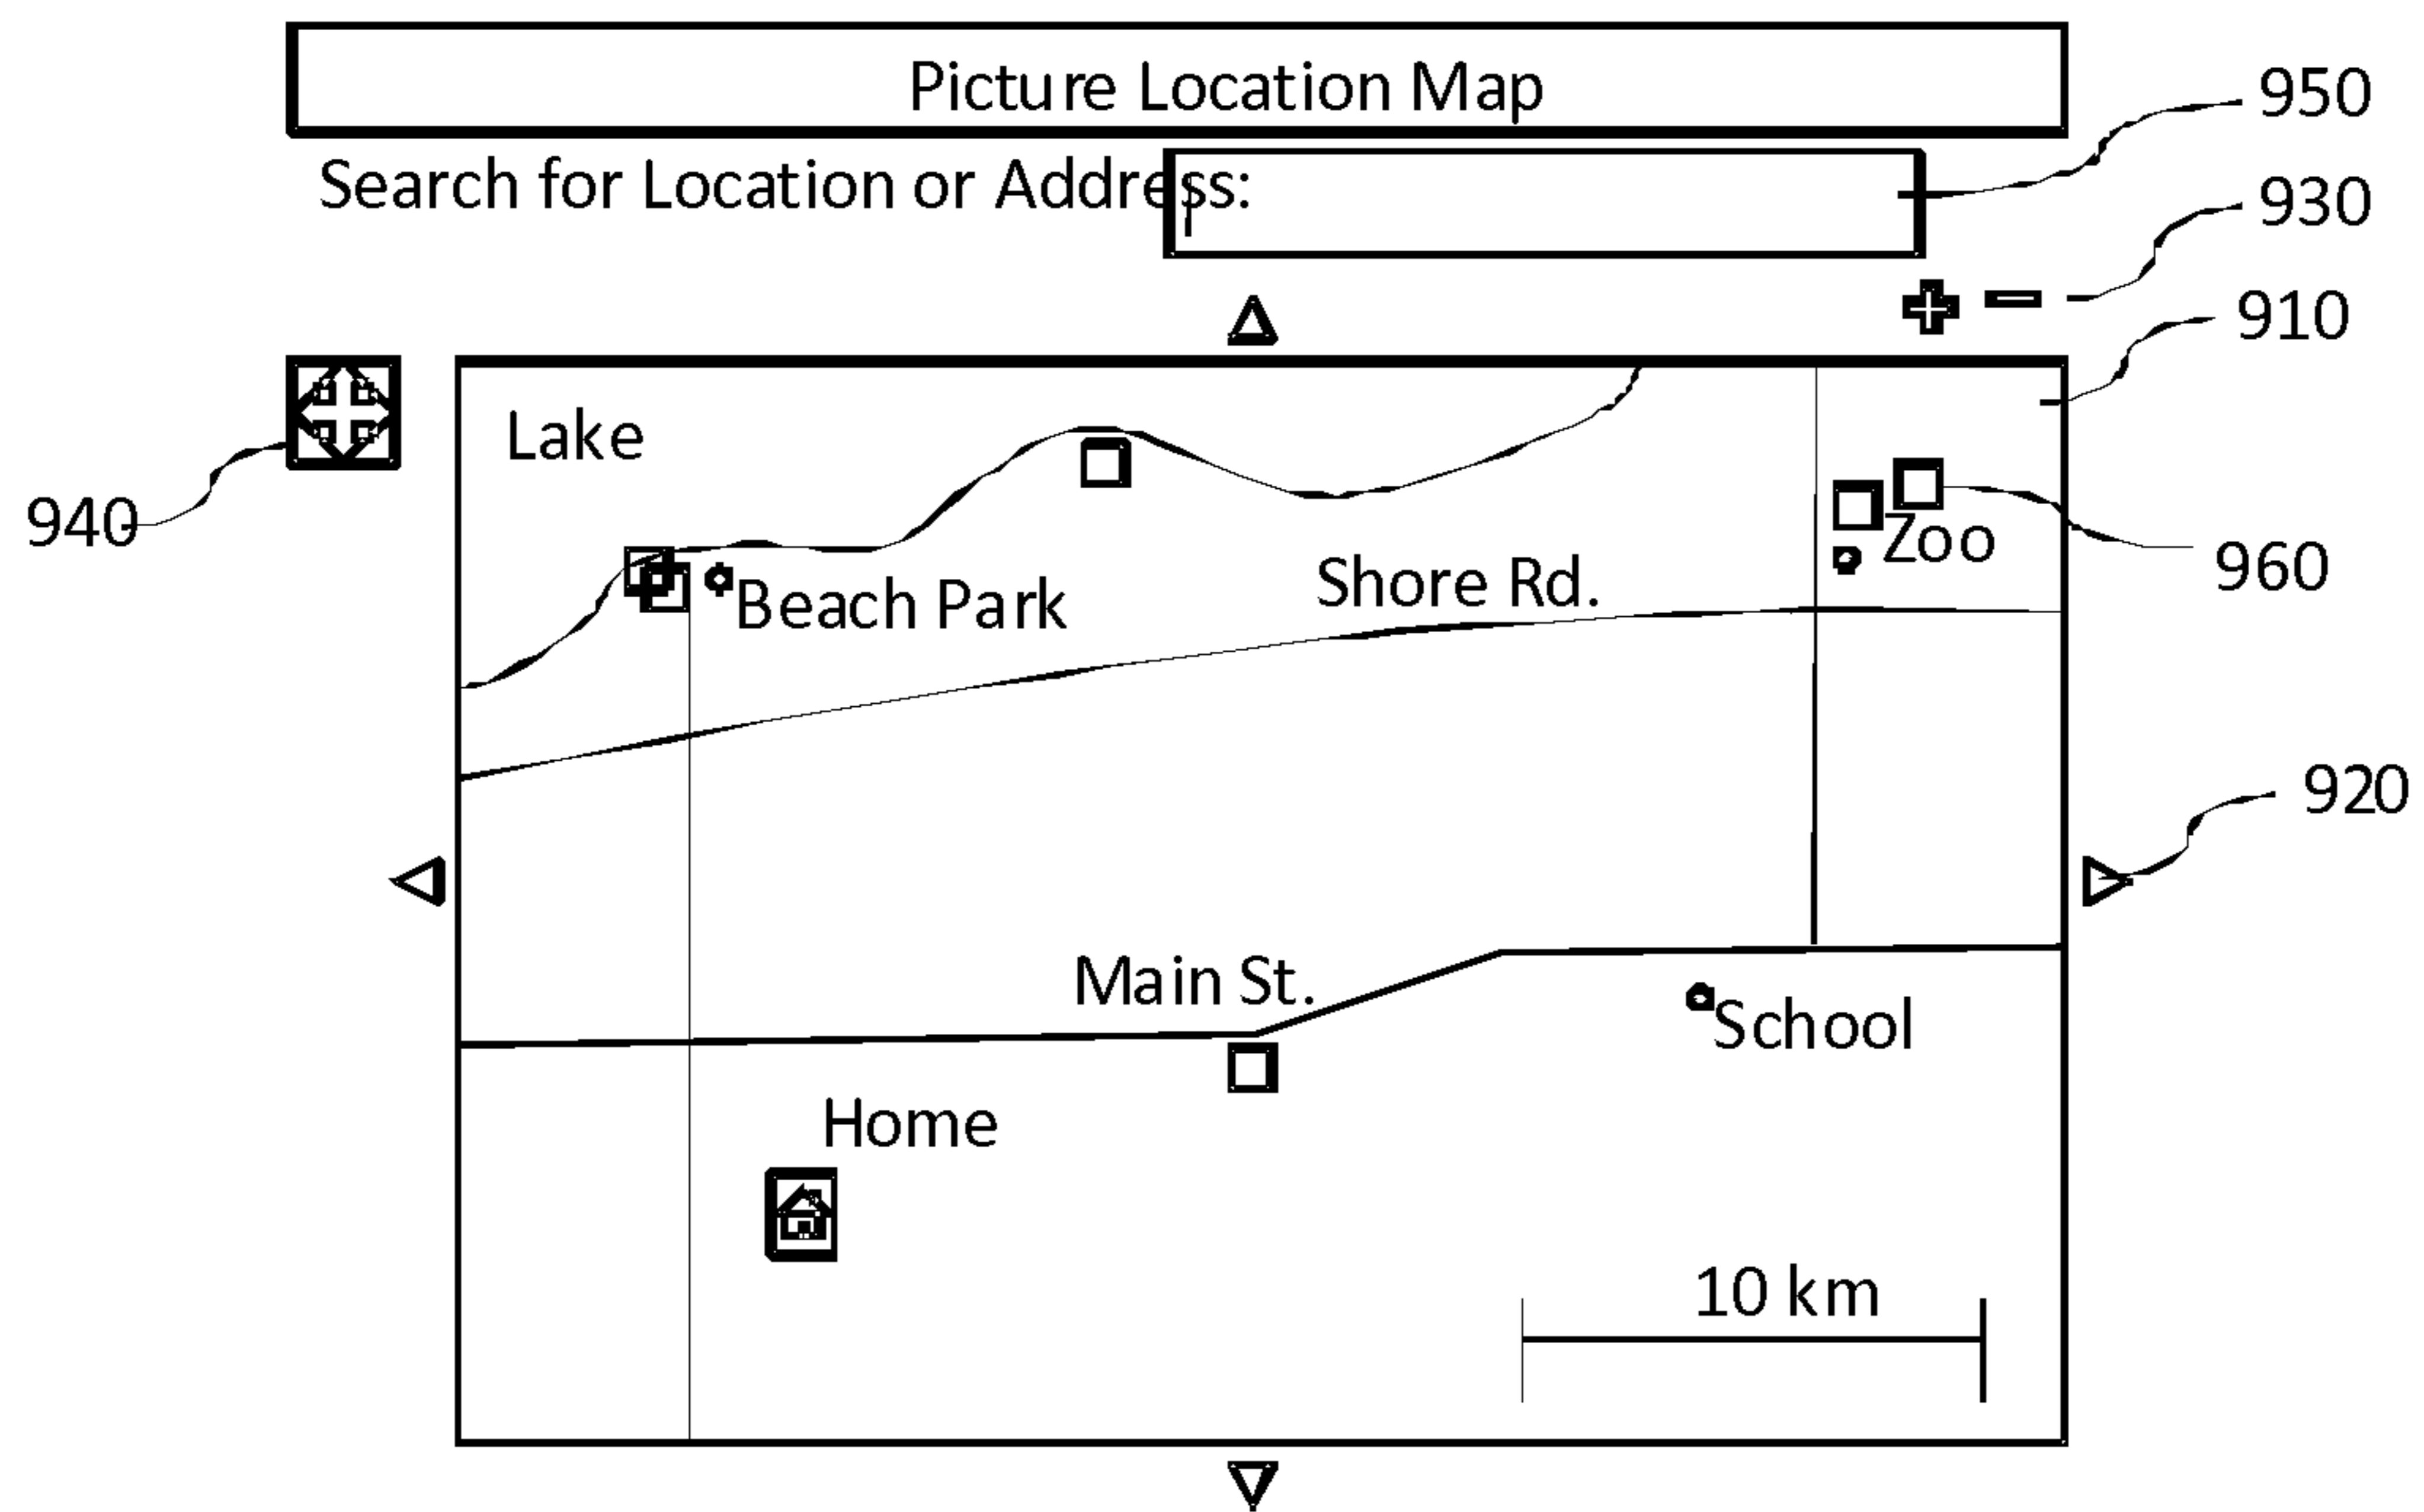 Picture Location Map
950
Search for Location or Address:
930
910
Lake
940
Zoo
960
Beach Park
Shore Rd.
920
Main St.
School
Home
10 km